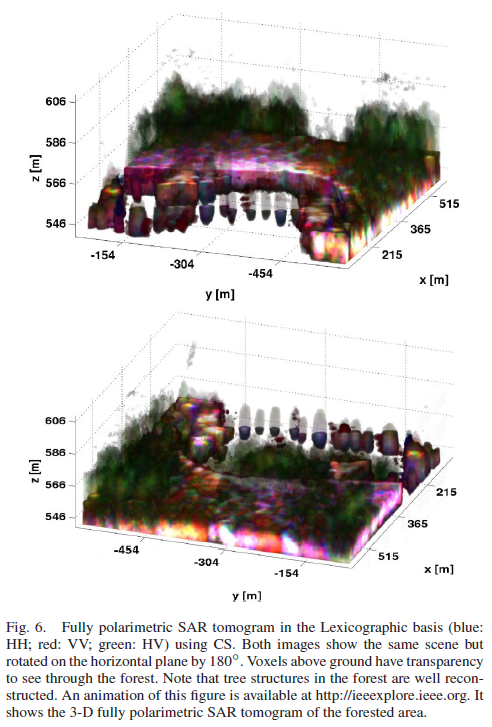 606
586
566
546
z [m]
-154
-304
-454
y [m]
215
365
515
x [m]
606
586
566
546
z [m]
-454
-304
-154
y [m]
515
365
215
x [m]
Fig. 6. Fully polarimetric SAR tomogram in the Lexicographic basis (blue:
HH; red: VV; green: HV) using CS. Both images show the same scene but
rotated on the horizontal plane by 180°. Voxels above ground have transparency
to see through the forest. Note that tree structures in the forest are well recon-
structed. An animation of this figure is available at http://ieeexplore.ieee.org. It
shows the 3-D fully polarimetric SAR tomogram of the forested area.